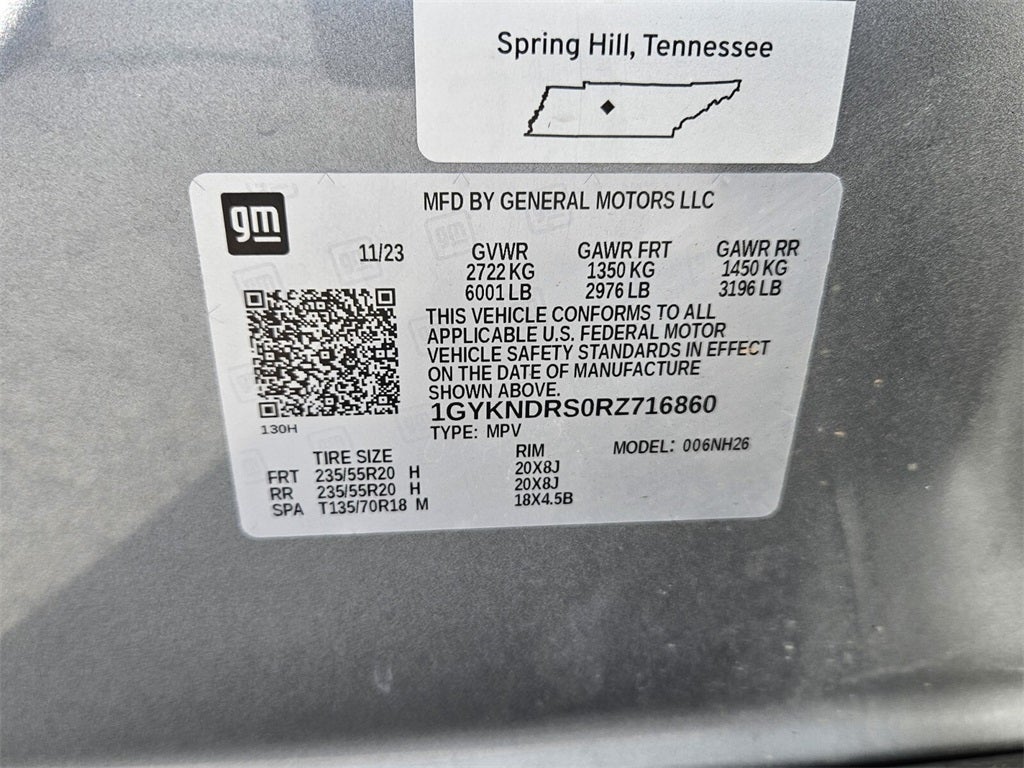 Spring Hill, Tennessee
gm
MFD BY GENERAL MOTORS LLC
11/23 GVWR GAWR FRT GAWR RR
2722 KG 1350 KG 1450 KG
6001 LB 2976 LB 3196 LB
THIS VEHICLE CONFORMS TO ALL
APPLICABLE U.S. FEDERAL MOTOR
VEHICLE SAFETY STANDARDS IN EFFECT
ON THE DATE OF MANUFACTURE
SHOWN ABOVE.
1GYKNDRS0RZ716860
130H
TYPE: MPV
MODEL: 006NH26
TIRE SIZE RIM
FRT 235/55R20 H 20X8J
RR 235/55R20 H 20X8J
SPA T135/70R18 M 18X4.5B